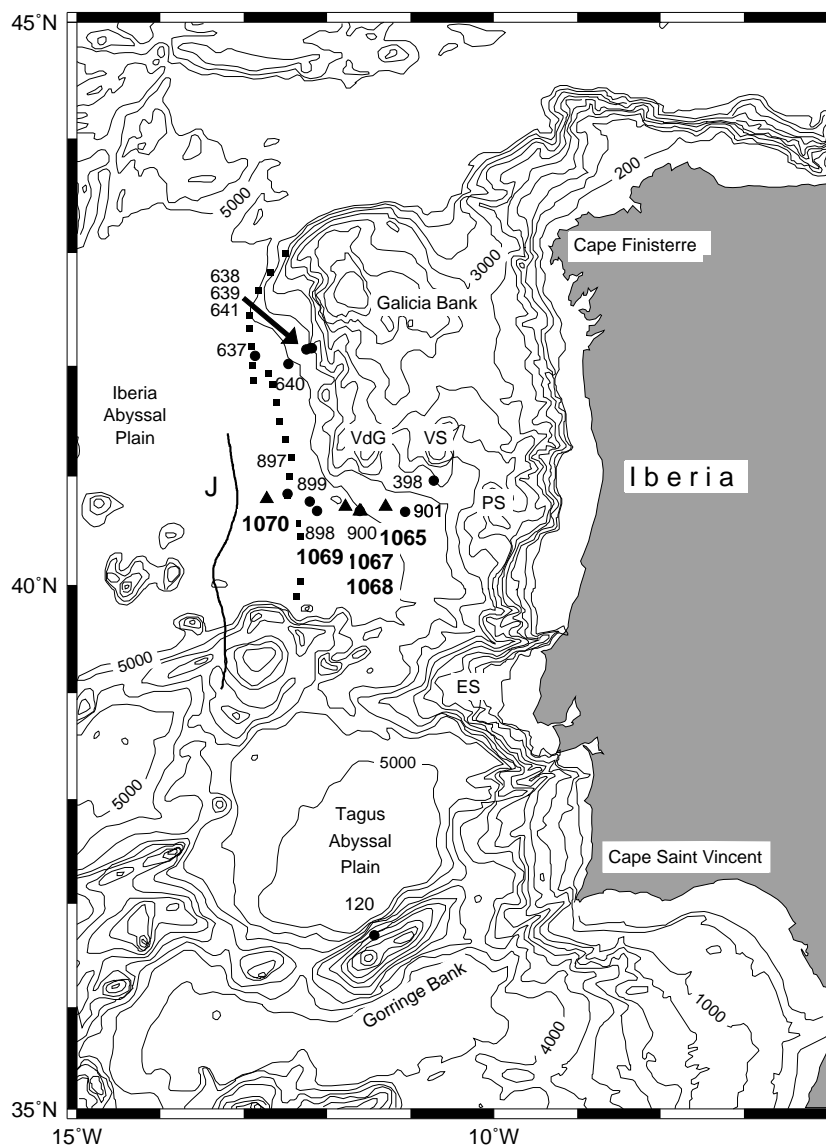 45˚N
200
5000
Cape Finisterre
3000
638
639
641
Galicia Bank
637
640
Iberia
Abyssal
Plain
VdG
VS
897
398
Iberia
J
899
PS
901
1070
898
900
1065
1069
1067
1068
40˚N
5000
ES
5000
5000
Tagus
Abyssal
Plain
Cape Saint Vincent
120
Gorringe Bank
1000
4000
35˚N
15˚W
10˚W